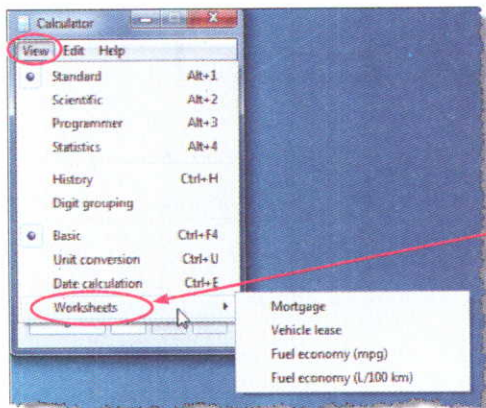 Calculator
View Edit Help
Standard Alt+1
Scientific Alt+2
Programmer Alt+3
Statistics Alt+4
History Ctrl+H
Digit grouping
Basic Ctrl+F4
Unit conversion Ctrl+U
Date calculation Ctrl+E
Worksheets
Mortgage
Vehicle lease
Fuel economy (mpg)
Fuel economy (L/100 km)